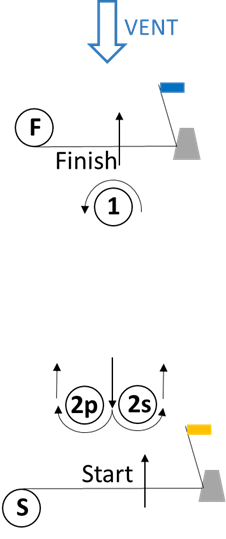 VENT
F
Finish
1
2p 2s
Start
S